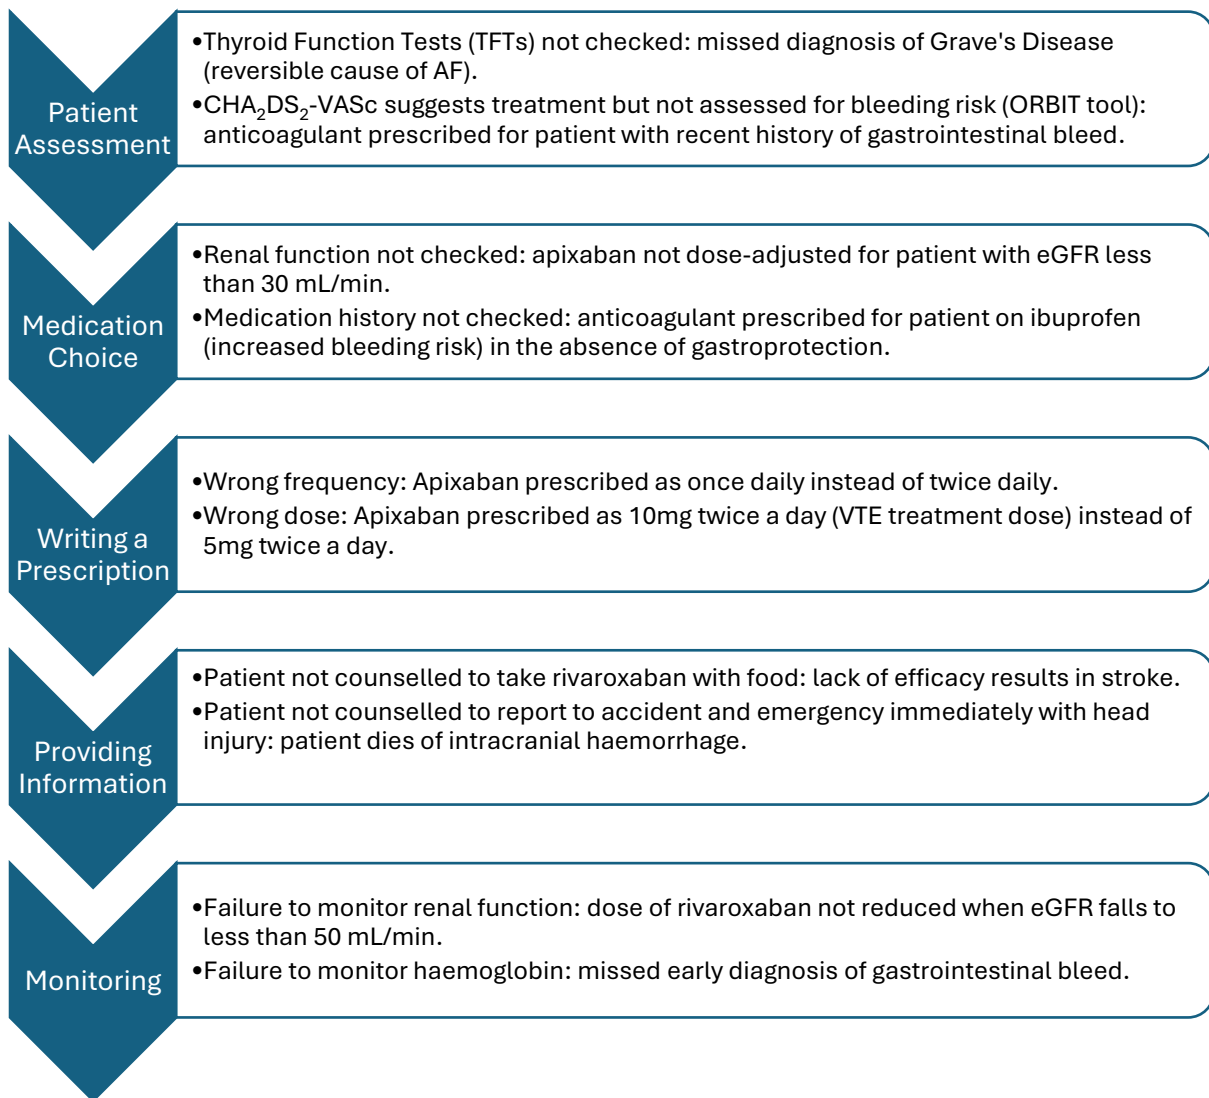 Patient
Assessment
•Thyroid Function Tests (TFTs) not checked: missed diagnosis of Grave's Disease
(reversible cause of AF).
•CHA₂DS₂-VASc suggests treatment but not assessed for bleeding risk (ORBIT tool):
anticoagulant prescribed for patient with recent history of gastrointestinal bleed.
Medication
Choice
•Renal function not checked: apixaban not dose-adjusted for patient with eGFR less
than 30 mL/min.
•Medication history not checked: anticoagulant prescribed for patient on ibuprofen
(increased bleeding risk) in the absence of gastroprotection.
Writing a
Prescription
•Wrong frequency: Apixaban prescribed as once daily instead of twice daily.
•Wrong dose: Apixaban prescribed as 10mg twice a day (VTE treatment dose) instead of
5mg twice a day.
Providing
Information
•Patient not counselled to take rivaroxaban with food: lack of efficacy results in stroke.
•Patient not counselled to report to accident and emergency immediately with head
injury: patient dies of intracranial haemorrhage.
Monitoring
•Failure to monitor renal function: dose of rivaroxaban not reduced when eGFR falls to
less than 50 mL/min.
•Failure to monitor haemoglobin: missed early diagnosis of gastrointestinal bleed.